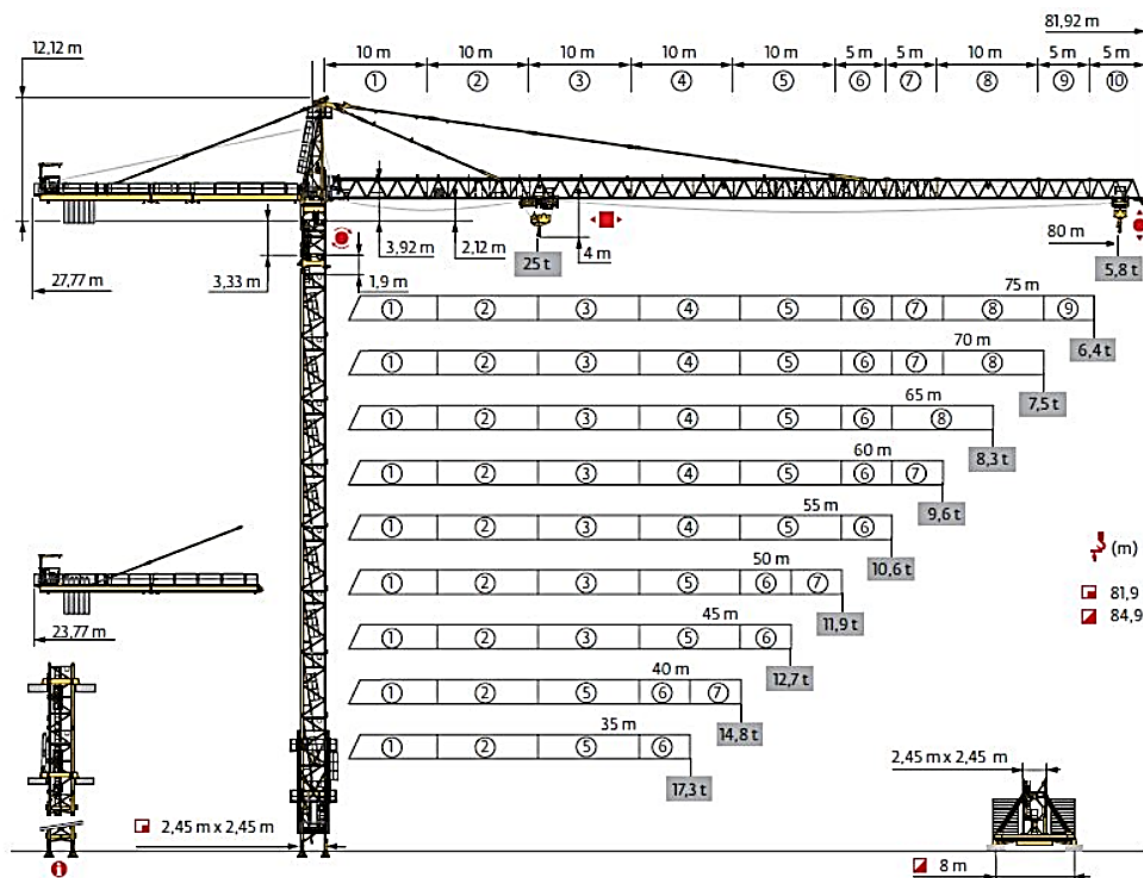 81,92 m
12,12 m
10 m 10 m 10 m 10 m 10 m 5 m 5 m 10 m 5 m 5 m
① ② ③ ④ ⑤ ⑥ ⑦ ⑧ ⑨ ⑩
3,92 m
2,12 m
4 m
80 m
25 t
5,8 t
27,77 m
3,33 m
1,9 m
75 m
① ② ③ ④ ⑤ ⑥ ⑦ ⑧ ⑨
6,4 t
70 m
① ② ③ ④ ⑤ ⑥ ⑦ ⑧
7,5 t
65 m
① ② ③ ④ ⑤ ⑥ ⑧
8,3 t
60 m
① ② ③ ④ ⑤ ⑥ ⑦
9,6 t
55 m
① ② ③ ④ ⑤ ⑥
10,6 t
(m)
50 m
① ② ③ ⑤ ⑥ ⑦
11,9 t
81,9
84,9
23,77 m
45 m
① ② ③ ⑤ ⑥
12,7 t
40 m
① ② ⑤ ⑥ ⑦
14,8 t
35 m
① ② ⑤ ⑥
17,3 t
2,45 m x 2,45 m
2,45 m x 2,45 m
i
8 m